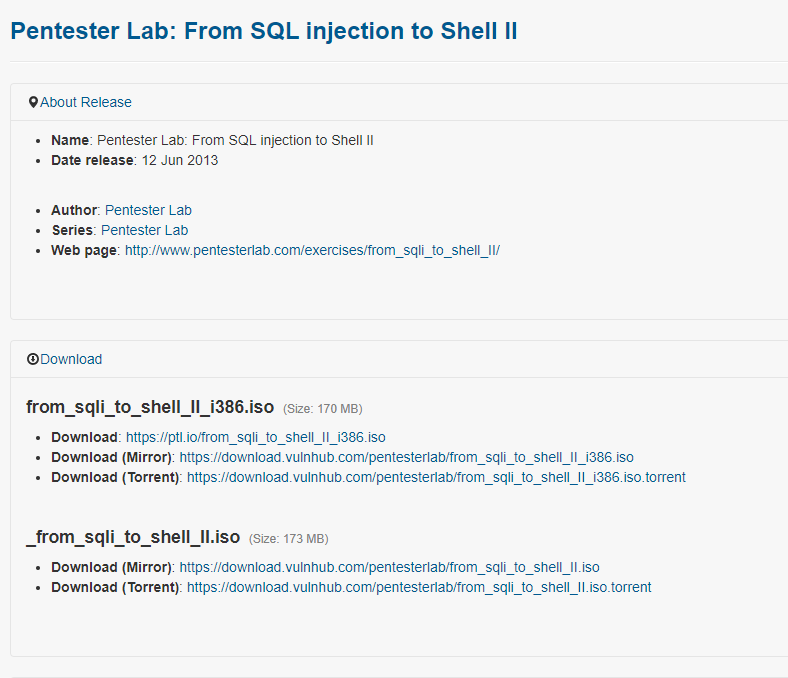 Pentester Lab: From SQL injection to Shell II
About Release
Name: Pentester Lab: From SQL injection to Shell II
Date release: 12 Jun 2013
Author: Pentester Lab
Series: Pentester Lab
Web page: http://www.pentesterlab.com/exercises/from_sqli_to_shell_II/
Download
from_sqli_to_shell_II_i386.iso (Size: 170 MB)
Download: https://ptl.io/from_sqli_to_shell_II_i386.iso
Download (Mirror): https://download.vulnhub.com/pentesterlab/from_sqli_to_shell_II_i386.iso
Download (Torrent): https://download.vulnhub.com/pentesterlab/from_sqli_to_shell_II_i386.iso.torrent
_from_sqli_to_shell_II.iso (Size: 173 MB)
Download (Mirror): https://download.vulnhub.com/pentesterlab/from_sqli_to_shell_II.iso
Download (Torrent): https://download.vulnhub.com/pentesterlab/from_sqli_to_shell_II.iso.torrent